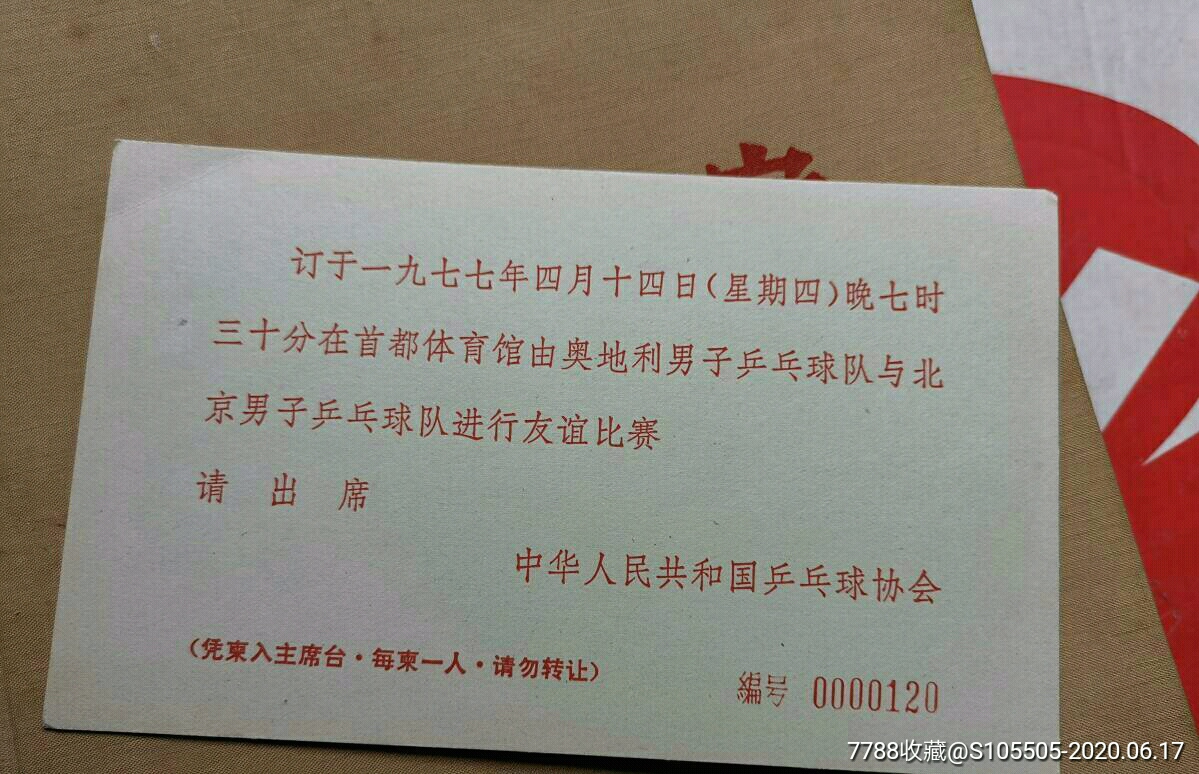 订于一九七七年四月十四日(星期四)晚七时
三十分在首都体育馆由奥地利男子乒乓球队与北
京男子乒乓球队进行友谊比赛
请 出 席
中华人民共和国乒乓球协会
(凭柬入主席台·每柬一人·请勿转让)
编号 0000120
7788收藏@S105505-2020.06.17